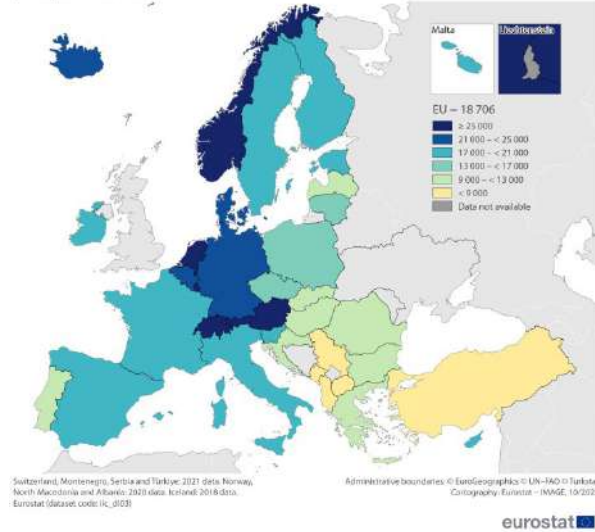 Malta
Liechtenstein
EU = 18 706
≥ 25 000
21 000 – < 25 000
17 000 – < 21 000
13 000 – < 17 000
9 000 – < 13 000
< 9 000
Data not available
Switzerland, Montenegro, Serbia and Türkiye: 2021 data. Norway,
North Macedonia and Albania: 2020 data. Iceland: 2018 data.
Eurostat (dataset code: ilc_di03)
Administrative boundaries: © EuroGeographics © UN–FAO © Turksta
Cartography: Eurostat – IMAGE, 10/202
eurostat